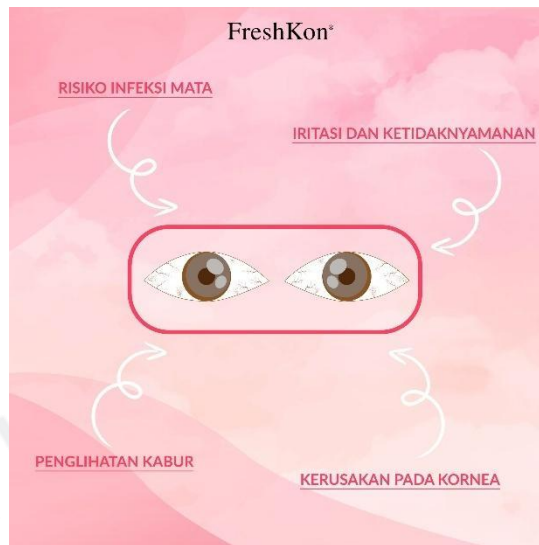 FreshKon®
RISIKO INFEKSI MATA
IRITASI DAN KETIDAKNYAMANAN
PENGLIHATAN KABUR
KERUSAKAN PADA KORNEA